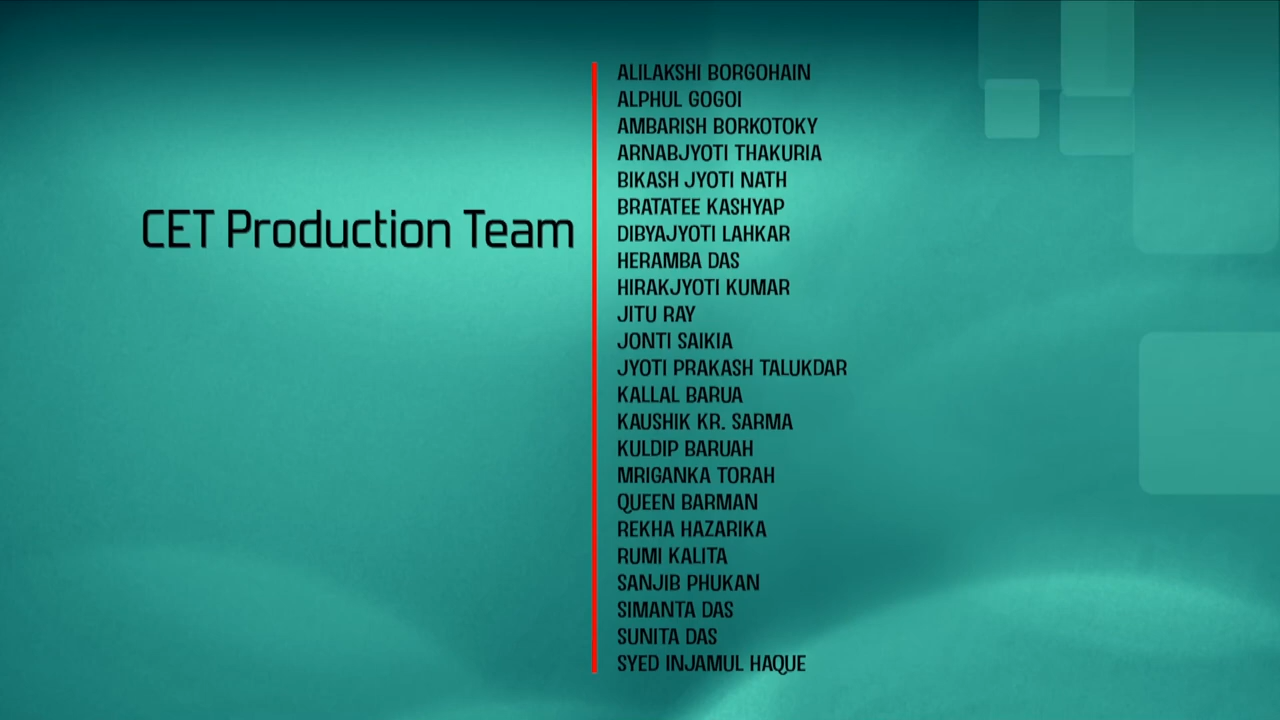 CET Production Team
ALILAKSHI BORGOHAIN
ALPHUL GOGOI
AMBARISH BORKOTOKY
ARNABJYOTI THAKURIA
BIKASH JYOTI NATH
BRATATEE KASHYAP
DIBYAJYOTI LAHKAR
HERAMBA DAS
HIRAKJYOTI KUMAR
JITU RAY
JONTI SAIKIA
JYOTI PRAKASH TALUKDAR
KALLAL BARUA
KAUSHIK KR. SARMA
KULDIP BARUAH
MRIGANKA TORAH
QUEEN BARMAN
REKHA HAZARIKA
RUMI KALITA
SANJIB PHUKAN
SIMANTA DAS
SUNITA DAS
SYED INJAMUL HAQUE